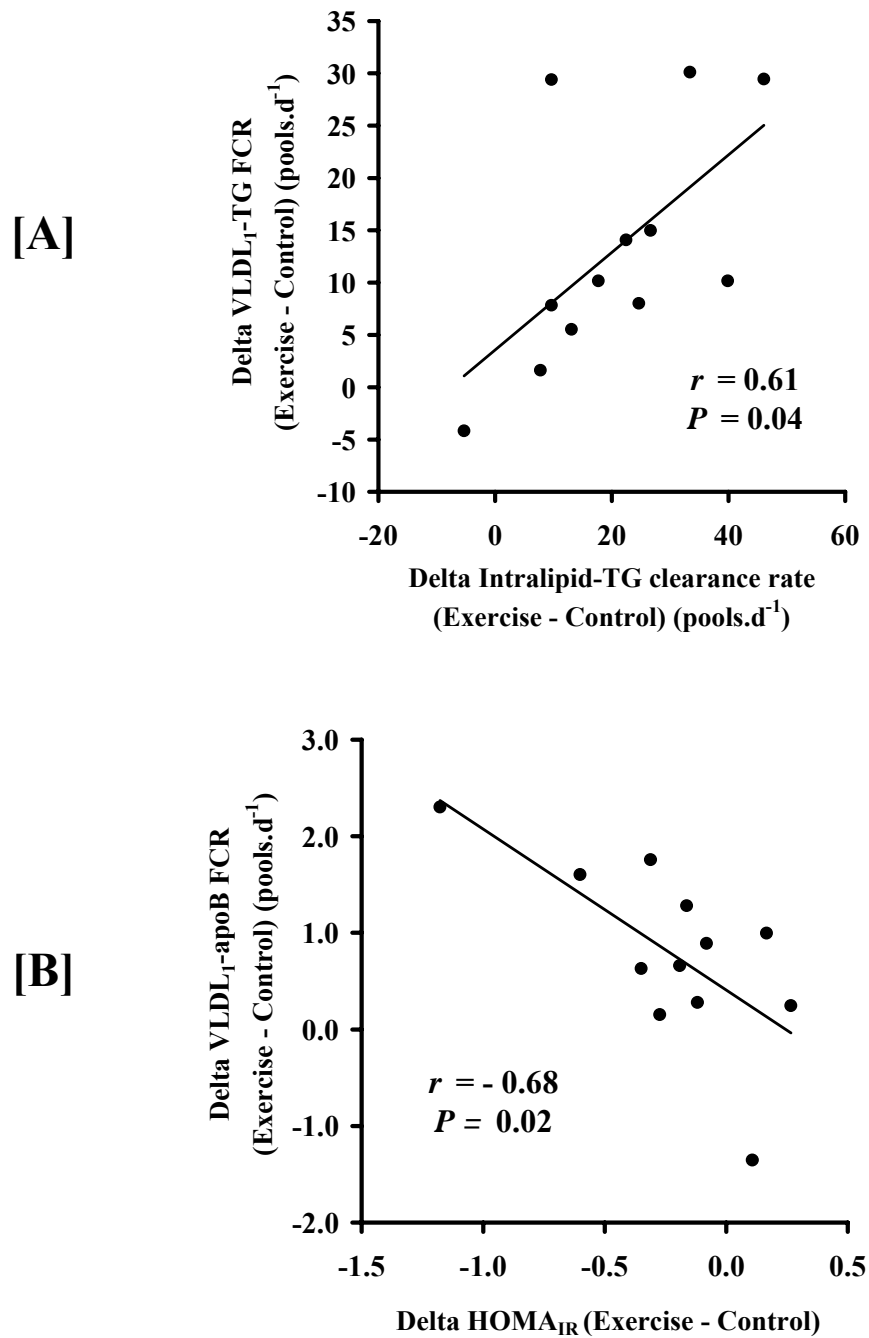 [A]
Delta VLDL₁-TG FCR
(Exercise - Control) (pools.d⁻¹)
35
30
25
20
15
10
5
0
-5
-10
-20
0
20
40
60
r = 0.61
P = 0.04
Delta Intralipid-TG clearance rate
(Exercise - Control) (pools.d⁻¹)
[B]
Delta VLDL₁-apoB FCR
(Exercise - Control) (pools.d⁻¹)
3.0
2.0
1.0
0.0
-1.0
-2.0
r = - 0.68
P = 0.02
-1.5
-1.0
-0.5
0.0
0.5
Delta HOMA_IR (Exercise - Control)